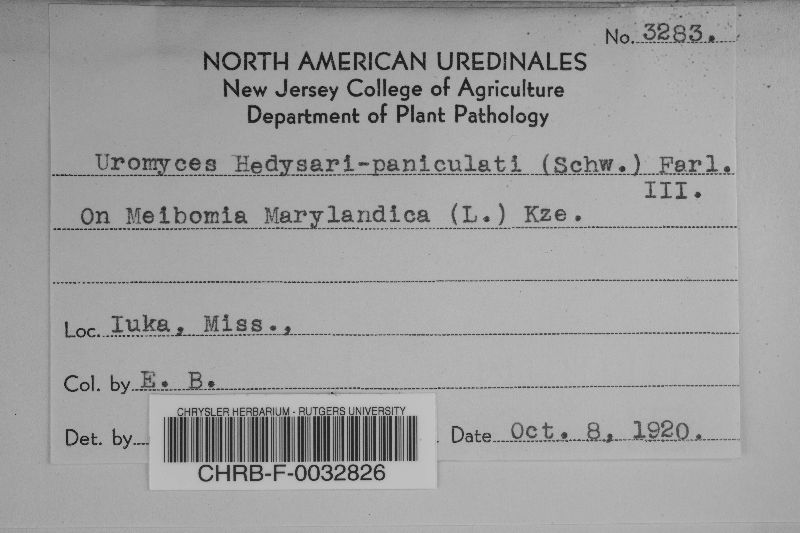 No. 3283.
NORTH AMERICAN UREDINALES
New Jersey College of Agriculture
Department of Plant Pathology
Uromyces Hedysari-paniculati (Schw.) Farl.
III.
On Meibomia Marylandica (L.) Kze.
Loc. Iuka, Miss.,
Col. by E. B.
Det. by
Date Oct. 8, 1920.
CHRYSLER HERBARIUM - RUTGERS UNIVERSITY
CHRB-F-0032826